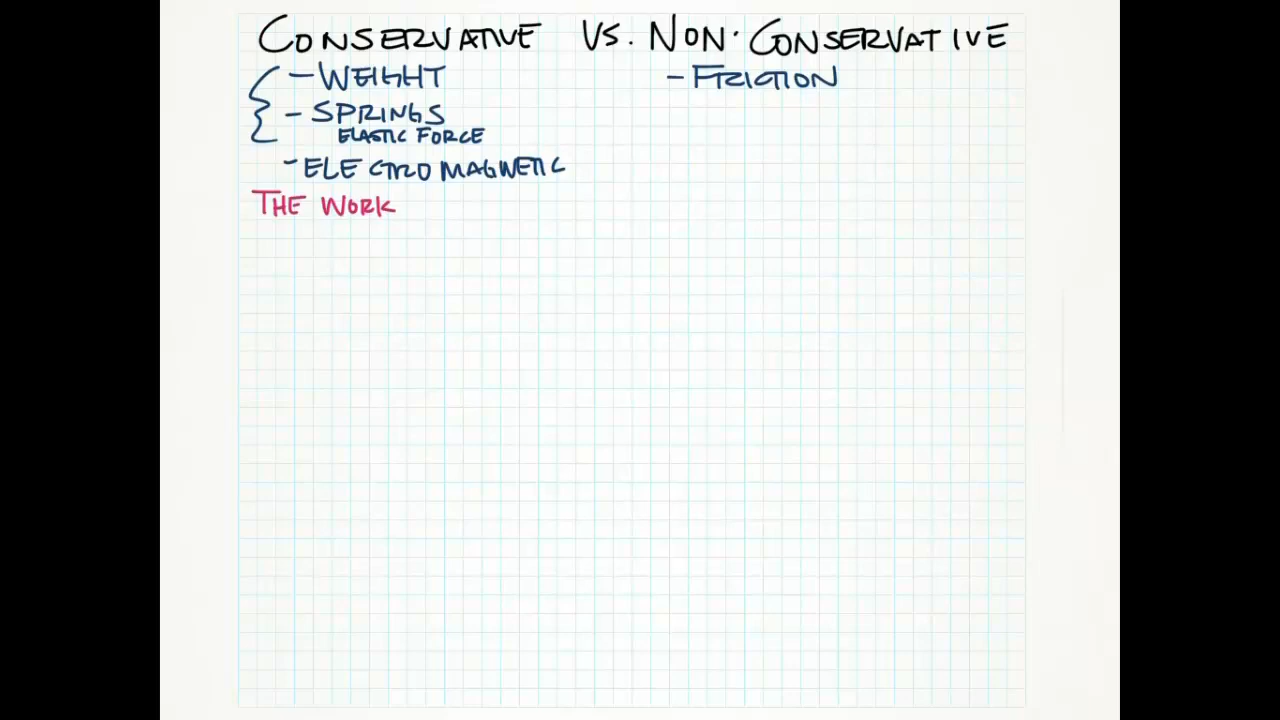 CONSERVATIVE VS. NON-CONSERVATIVE
- WEIGHT - FRICTION
- SPRINGS
ELASTIC FORCE
- ELECTROMAGNETIC
THE WORK